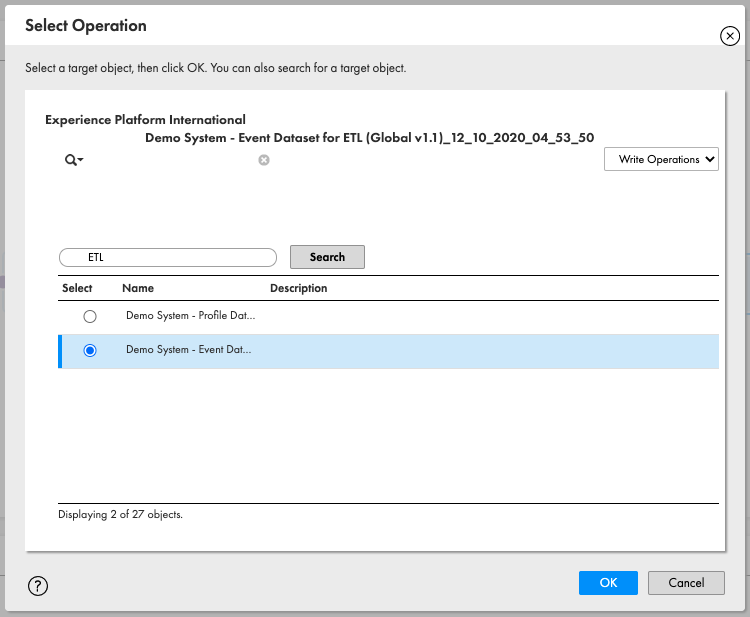 Select Operation
Select a target object, then click OK. You can also search for a target object.
Experience Platform International
Demo System - Event Dataset for ETL (Global v1.1)_12_10_2020_04_53_50
Write Operations
ETL Search
Select Name Description
Demo System - Profile Dat...
Demo System - Event Dat...
Displaying 2 of 27 objects.
? OK Cancel